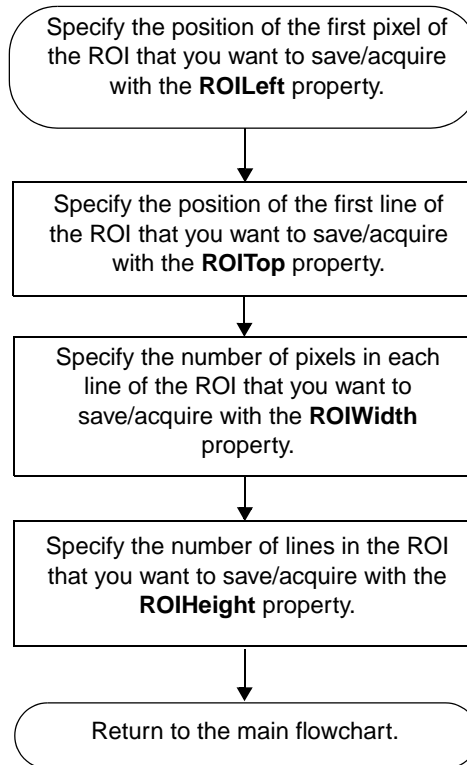 Specify the position of the first pixel of
the ROI that you want to save/acquire
with the ROILeft property.
Specify the position of the first line of
the ROI that you want to save/acquire
with the ROITop property.
Specify the number of pixels in each
line of the ROI that you want to
save/acquire with the ROIWidth
property.
Specify the number of lines in the ROI
that you want to save/acquire with the
ROIHeight property.
Return to the main flowchart.